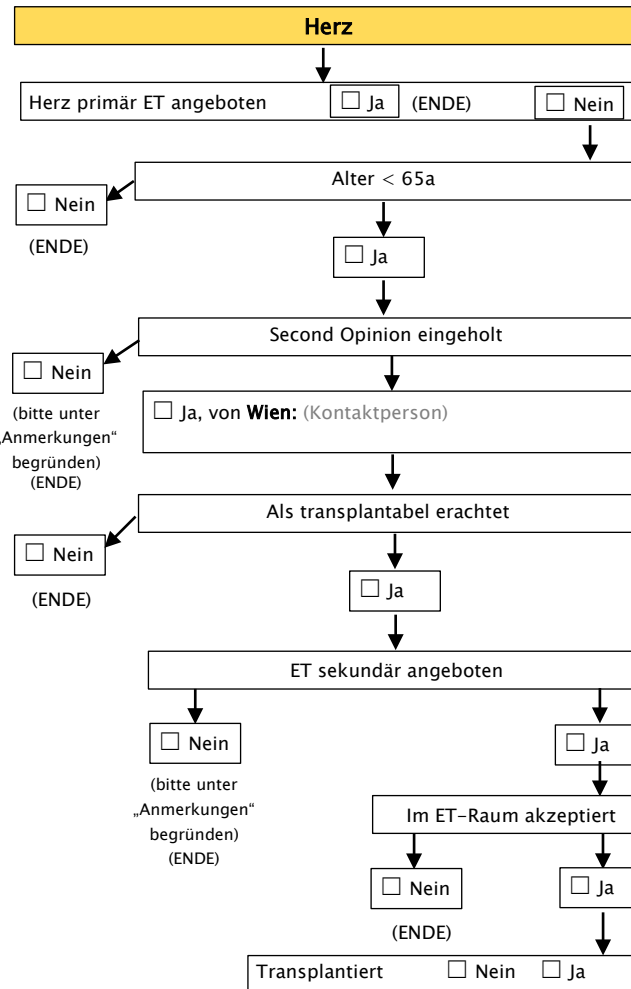 Herz
Herz primär ET angeboten ☐ Ja (ENDE) ☐ Nein
Alter < 65a
☐ Nein
(ENDE)
☐ Ja
Second Opinion eingeholt
☐ Nein
(bitte unter
„Anmerkungen“
begründen)
(ENDE)
☐ Ja, von Wien: (Kontaktperson)
Als transplantabel erachtet
☐ Nein
(ENDE)
☐ Ja
ET sekundär angeboten
☐ Nein
(bitte unter
„Anmerkungen“
begründen)
(ENDE)
☐ Ja
Im ET-Raum akzeptiert
☐ Nein
(ENDE)
☐ Ja
Transplantiert ☐ Nein ☐ Ja